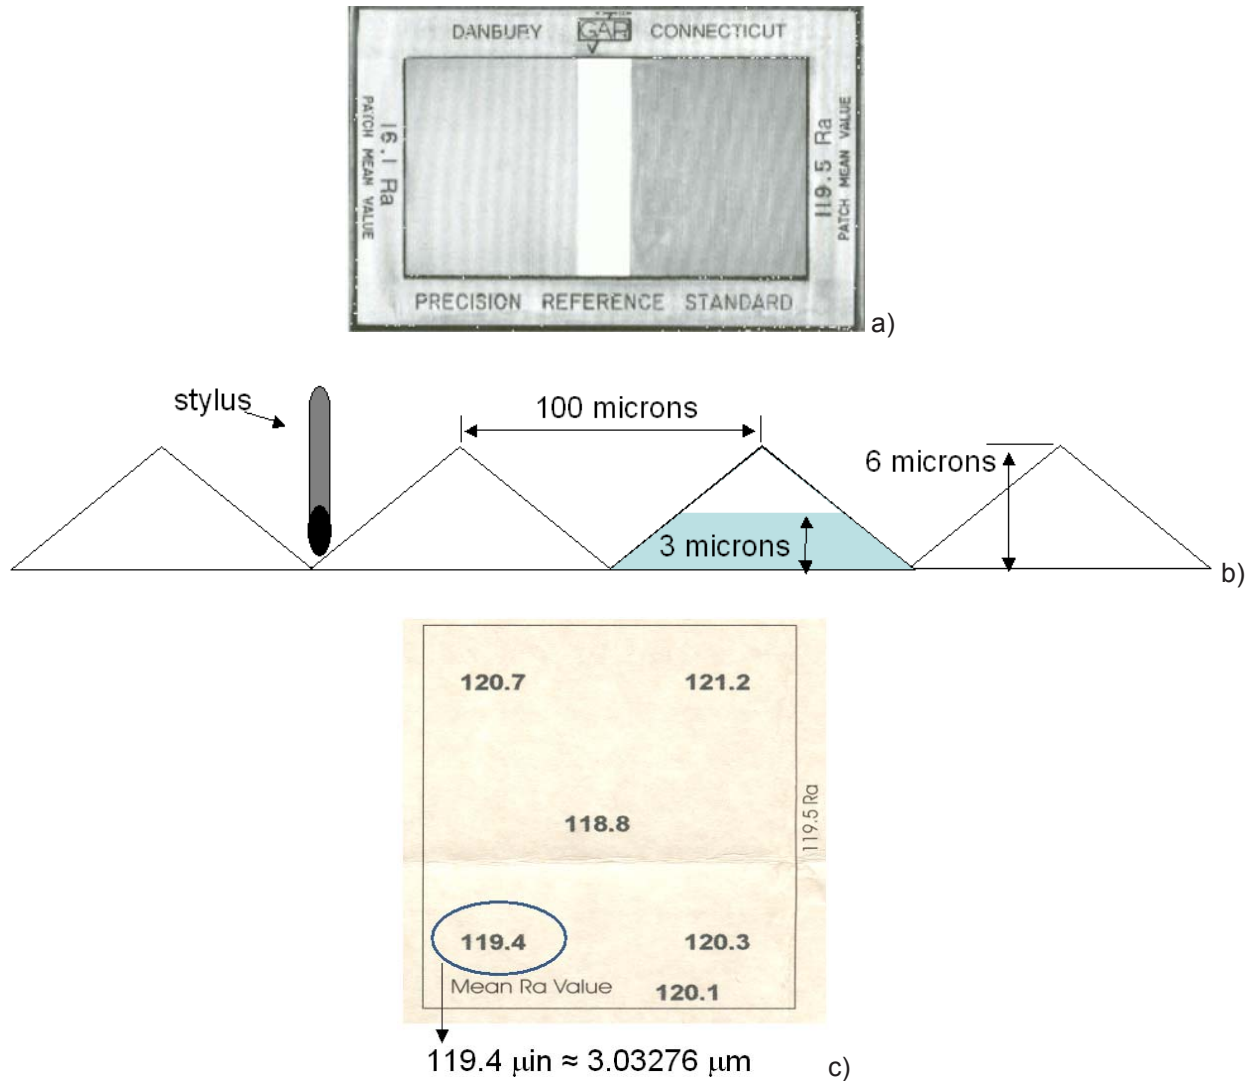 DANBURY GAR CONNECTICUT
PATCH MEAN VALUE
16.1 Ra
119.5 Ra
PATCH MEAN VALUE
PRECISION REFERENCE STANDARD
a)
stylus
100 microns
6 microns
3 microns
b)
120.7 121.2
118.8
119.5 Ra
119.4 120.3
Mean Ra Value 120.1
119.4 μin ≈ 3.03276 μm
c)